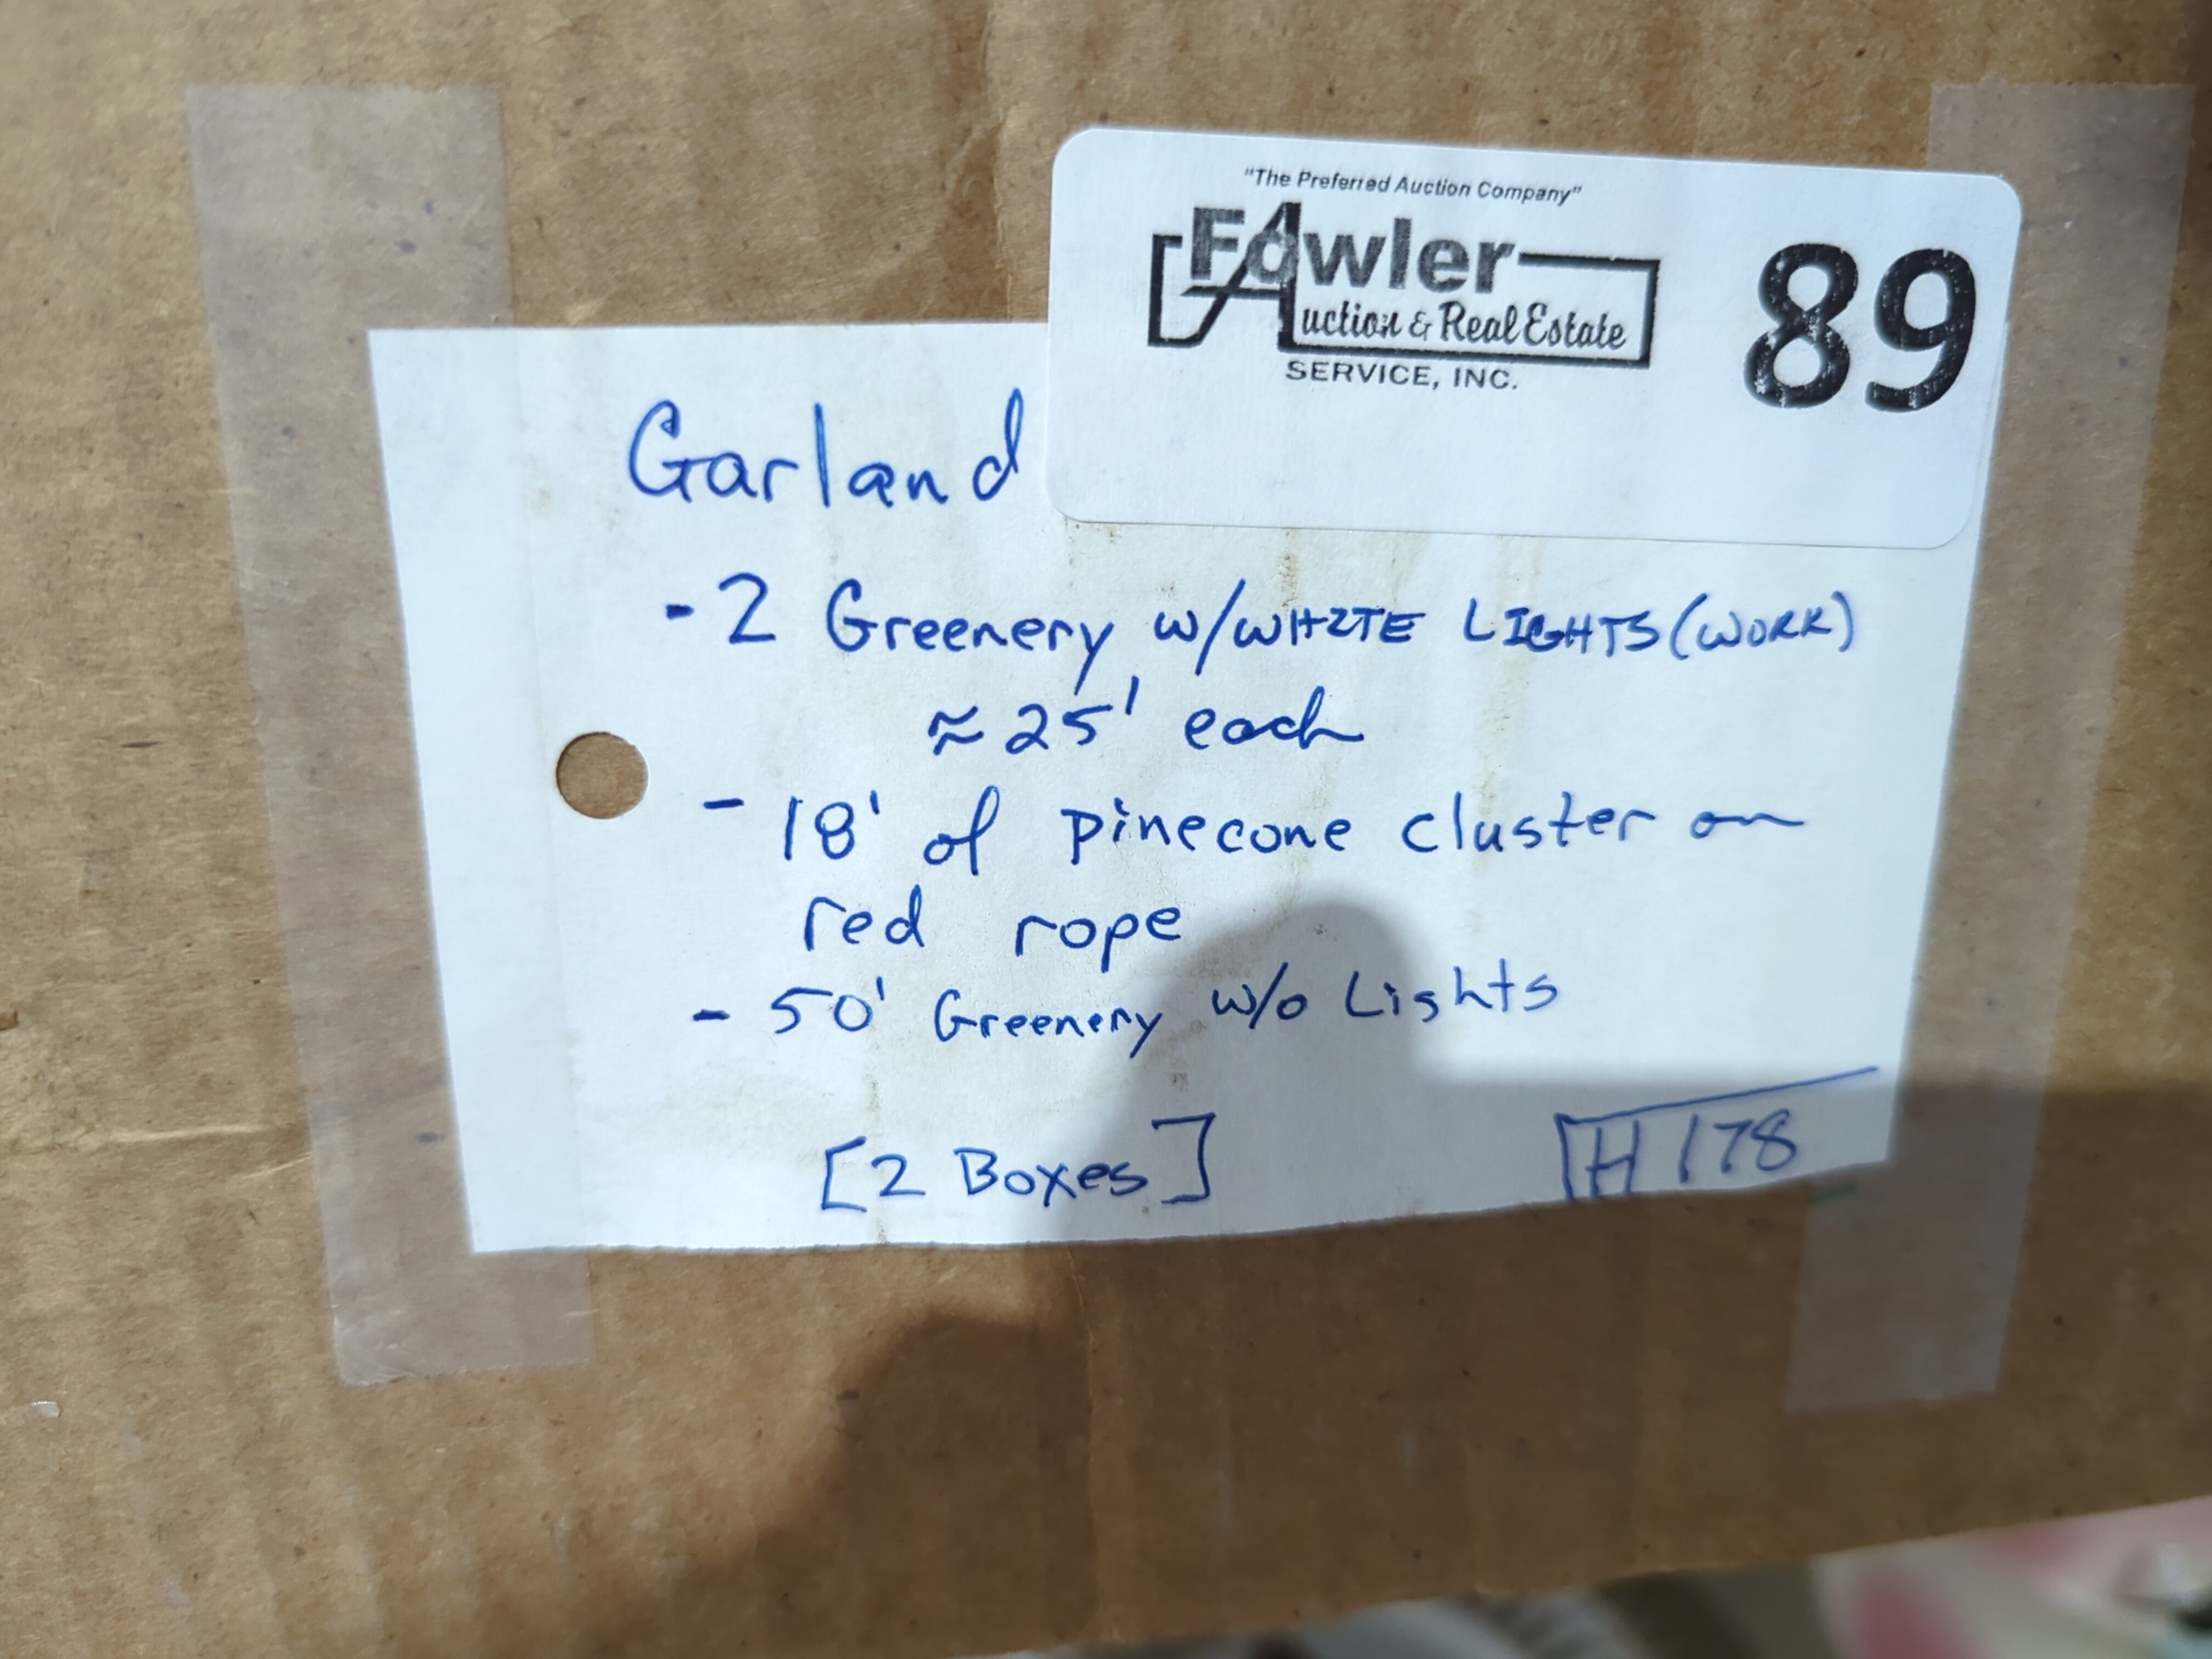 "The Preferred Auction Company"
Fowler
Auction & Real Estate
SERVICE, INC.
89
Garland
- 2 Greenery w/WHITE LIGHTS (WORK)
≈ 25' each
- 18' of pinecone cluster on
red rope
- 50' Greenery w/o Lights
[2 Boxes]
H 178